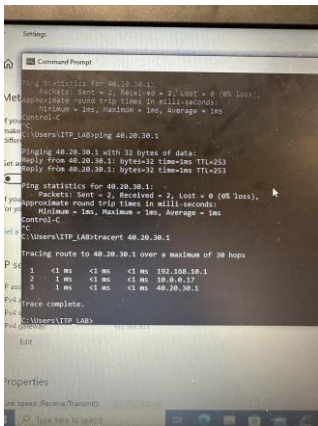 Settings
Command Prompt
Ping statistics for 40.20.30.1:
Packets: Sent = 2, Received = 2, Lost = 0 (0% loss),
Approximate round trip times in milli-seconds:
Minimum = 1ms, Maximum = 1ms, Average = 1ms
Control-C
^C
C:\Users\ITP_LAB>ping 40.20.30.1
Pinging 40.20.30.1 with 32 bytes of data:
Reply from 40.20.30.1: bytes=32 time=1ms TTL=253
Reply from 40.20.30.1: bytes=32 time=1ms TTL=253
Ping statistics for 40.20.30.1:
Packets: Sent = 2, Received = 2, Lost = 0 (0% loss),
Approximate round trip times in milli-seconds:
Minimum = 1ms, Maximum = 1ms, Average = 1ms
Control-C
^C
C:\Users\ITP_LAB>tracert 40.20.30.1
Tracing route to 40.20.30.1 over a maximum of 30 hops
1 <1 ms <1 ms <1 ms 192.168.10.1
2 1 ms <1 ms <1 ms 10.0.0.17
3 1 ms <1 ms <1 ms 40.20.30.1
Trace complete.
C:\Users\ITP_LAB>
IPv4 gateway:
Edit
Properties
Link speed (Receive/Transmit):
Type here to search